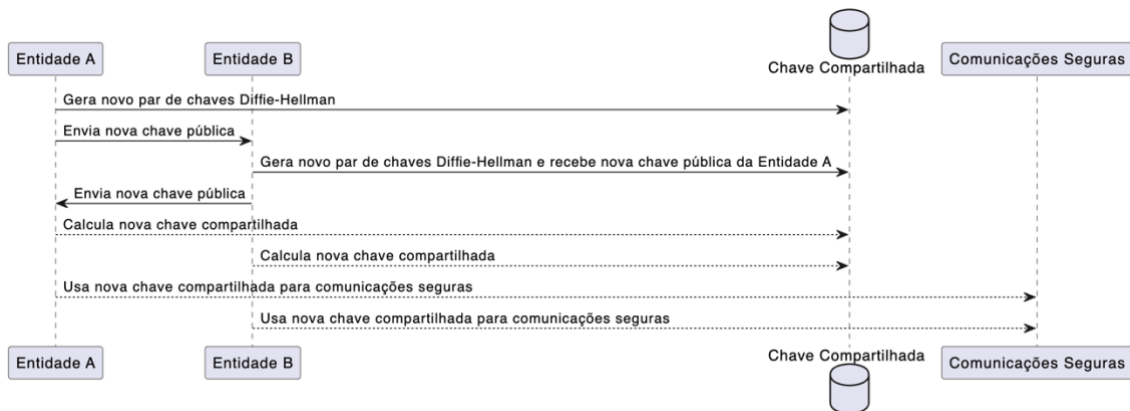 Entidade A
Entidade B
Chave Compartilhada
Comunicações Seguras
Gera novo par de chaves Diffie-Hellman
Envia nova chave pública
Gera novo par de chaves Diffie-Hellman e recebe nova chave pública da Entidade A
Envia nova chave pública
Calcula nova chave compartilhada
Calcula nova chave compartilhada
Usa nova chave compartilhada para comunicações seguras
Usa nova chave compartilhada para comunicações seguras
Entidade A
Entidade B
Chave Compartilhada
Comunicações Seguras